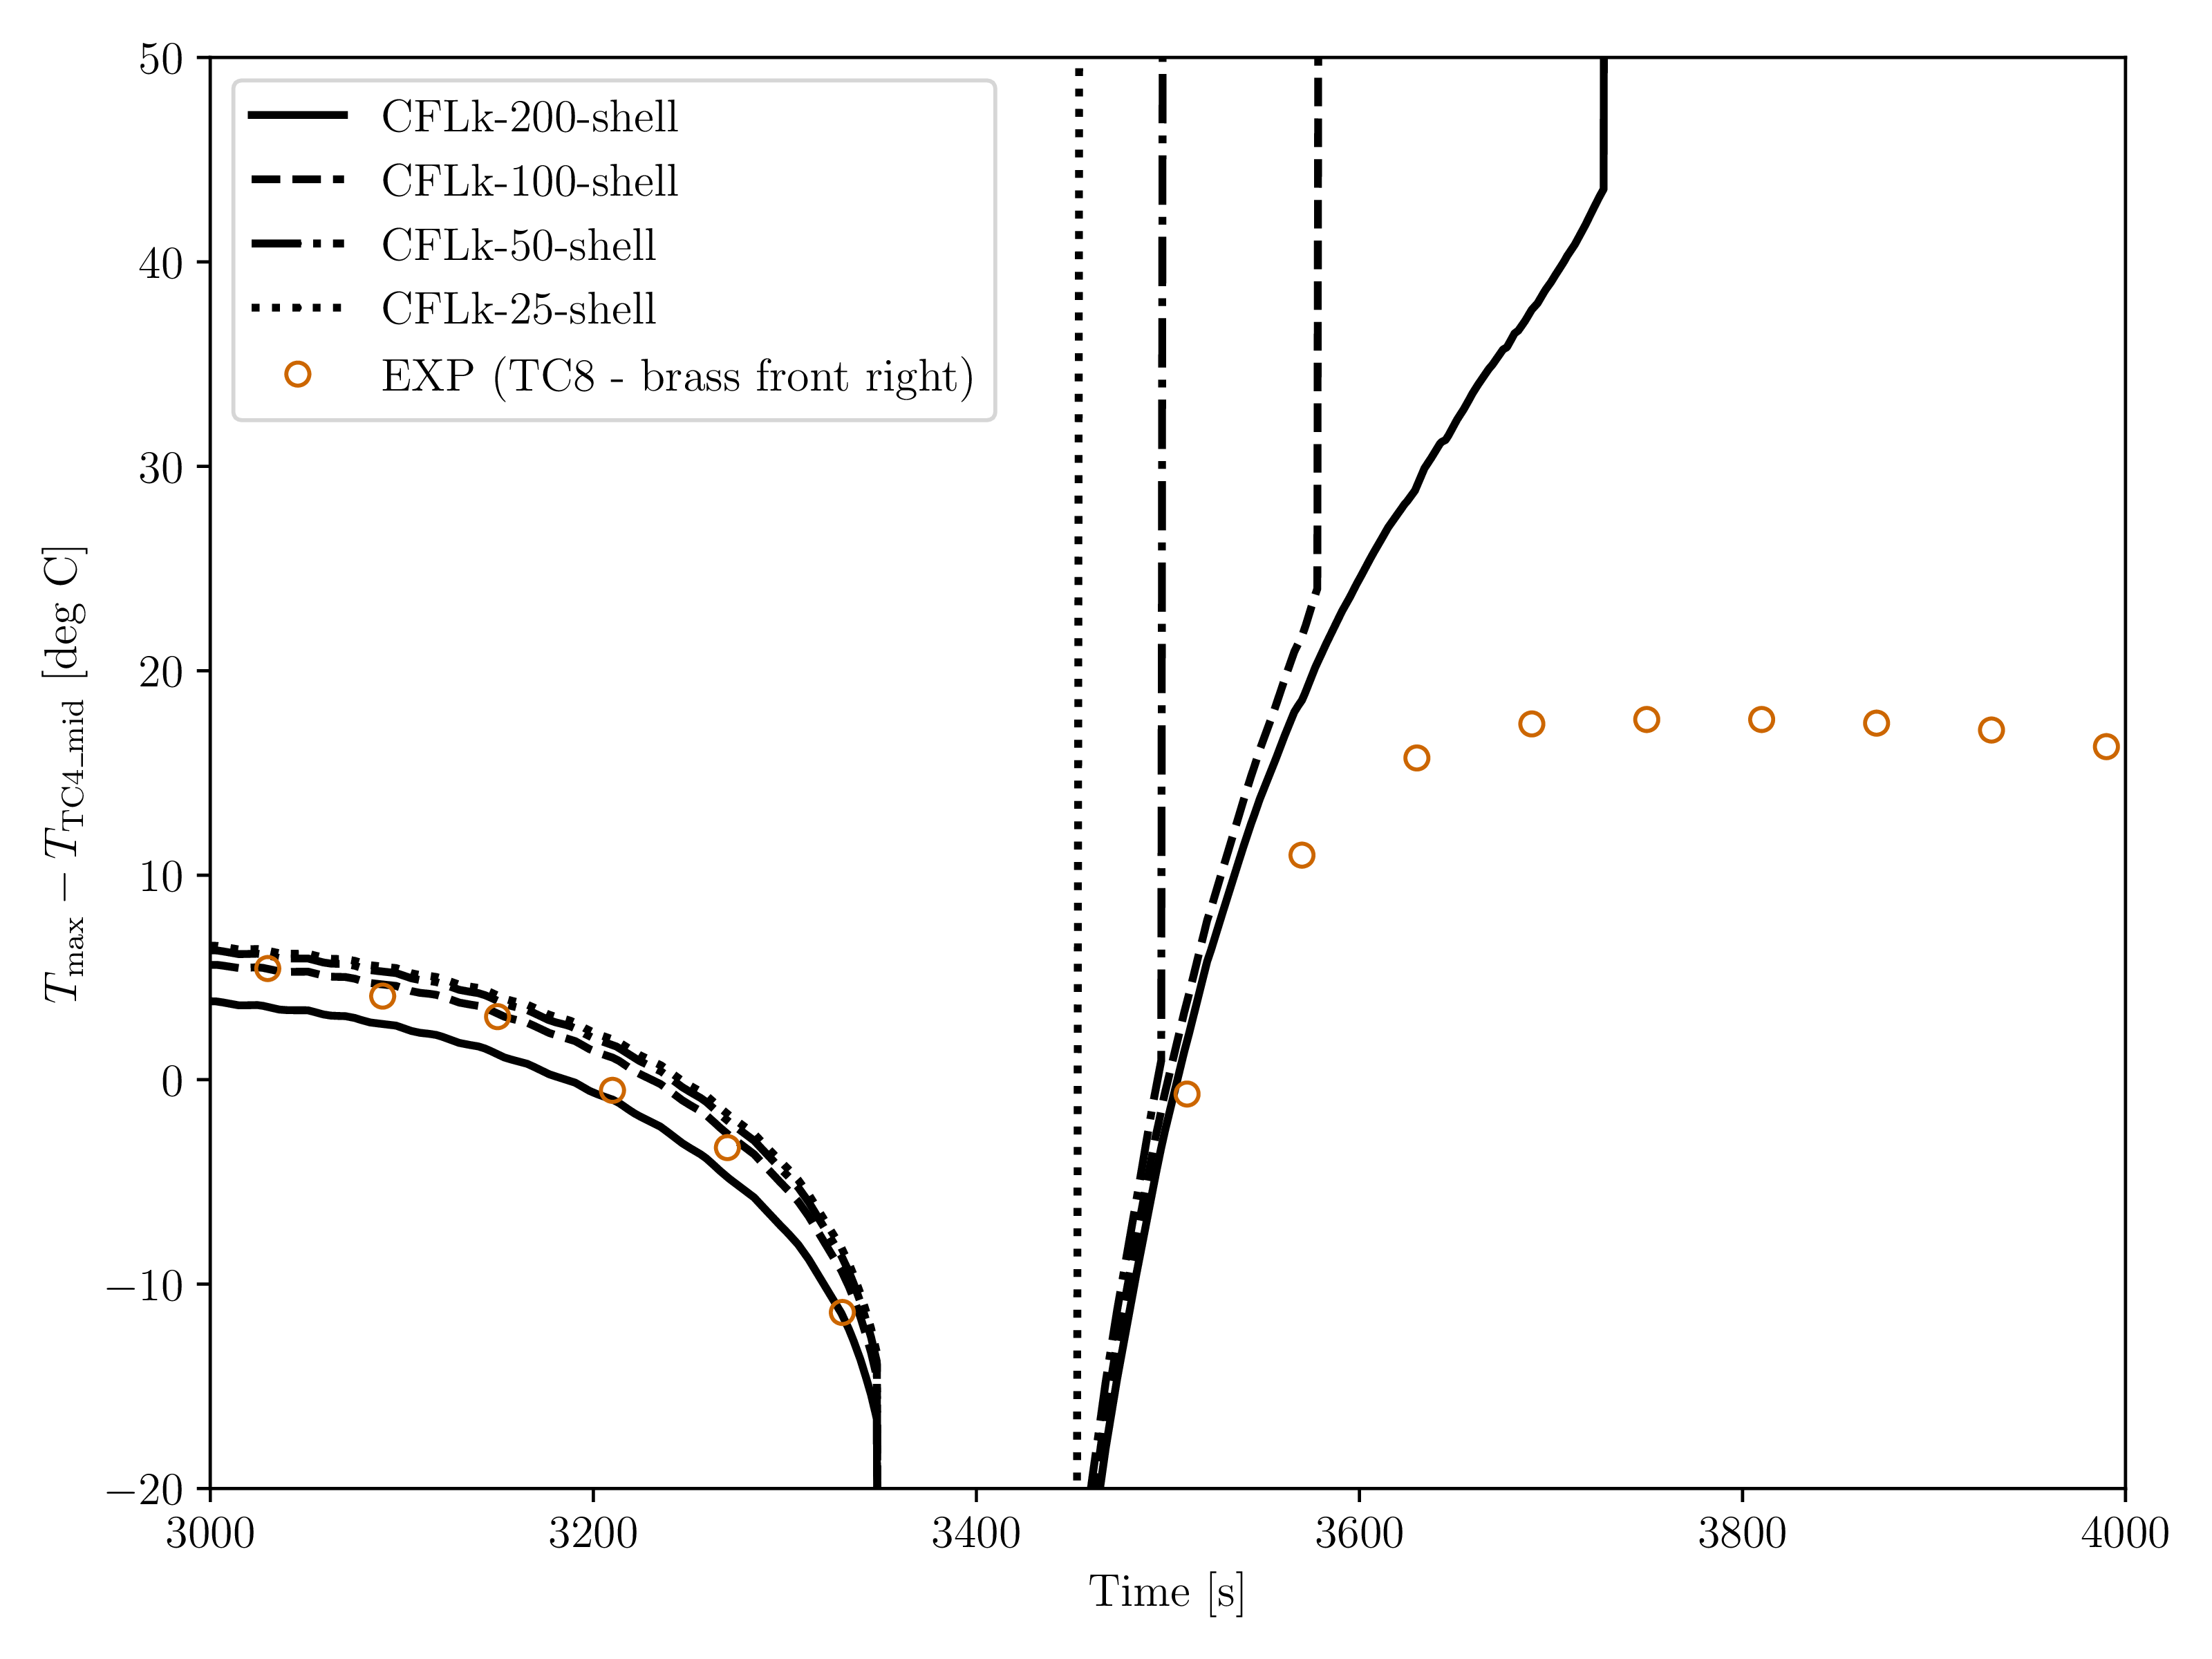 50
40
30
20
10
0
−10
−20
3000
3200
3400
3600
3800
4000
Time [s]
T_max − T_TC4_mid [deg C]
CFLk-200-shell
CFLk-100-shell
CFLk-50-shell
CFLk-25-shell
EXP (TC8 - brass front right)